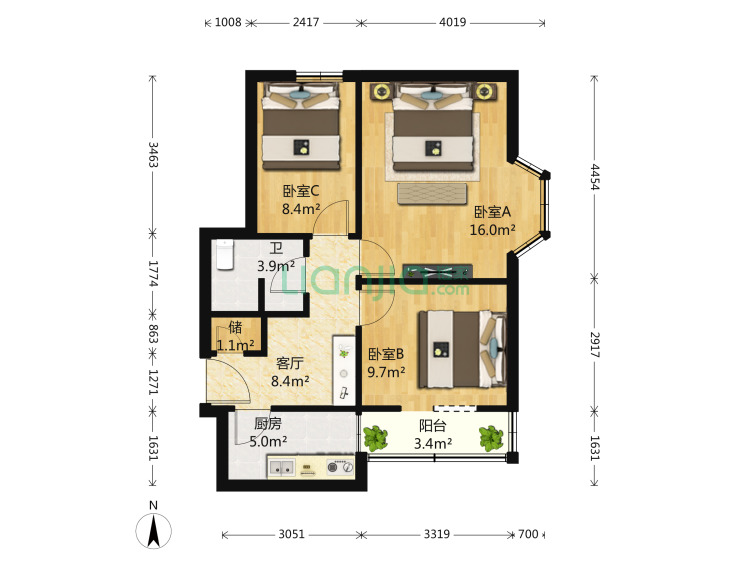 1008 2417 4019
3463
4454
卧室C
8.4m²
卧室A
16.0m²
卫
3.9m²
1774
lianjia.com
储
1.1m²
863
客厅
8.4m²
卧室B
9.7m²
2917
1271
厨房
5.0m²
阳台
3.4m²
1631
1631
N
3051 3319 700